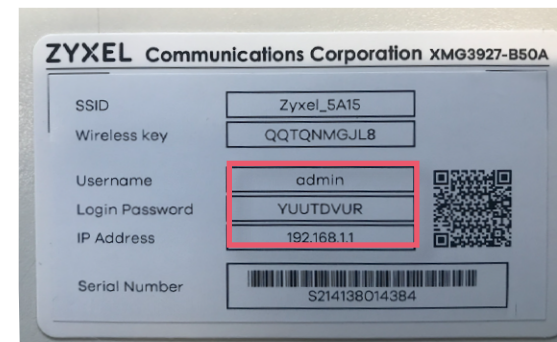 ZYXEL Communications Corporation XMG3927-B50A
SSID Zyxel_5A15
Wireless key QQTQNMGJL8
Username admin
Login Password YUUTDVUR
IP Address 192.168.1.1
Serial Number S214138014384